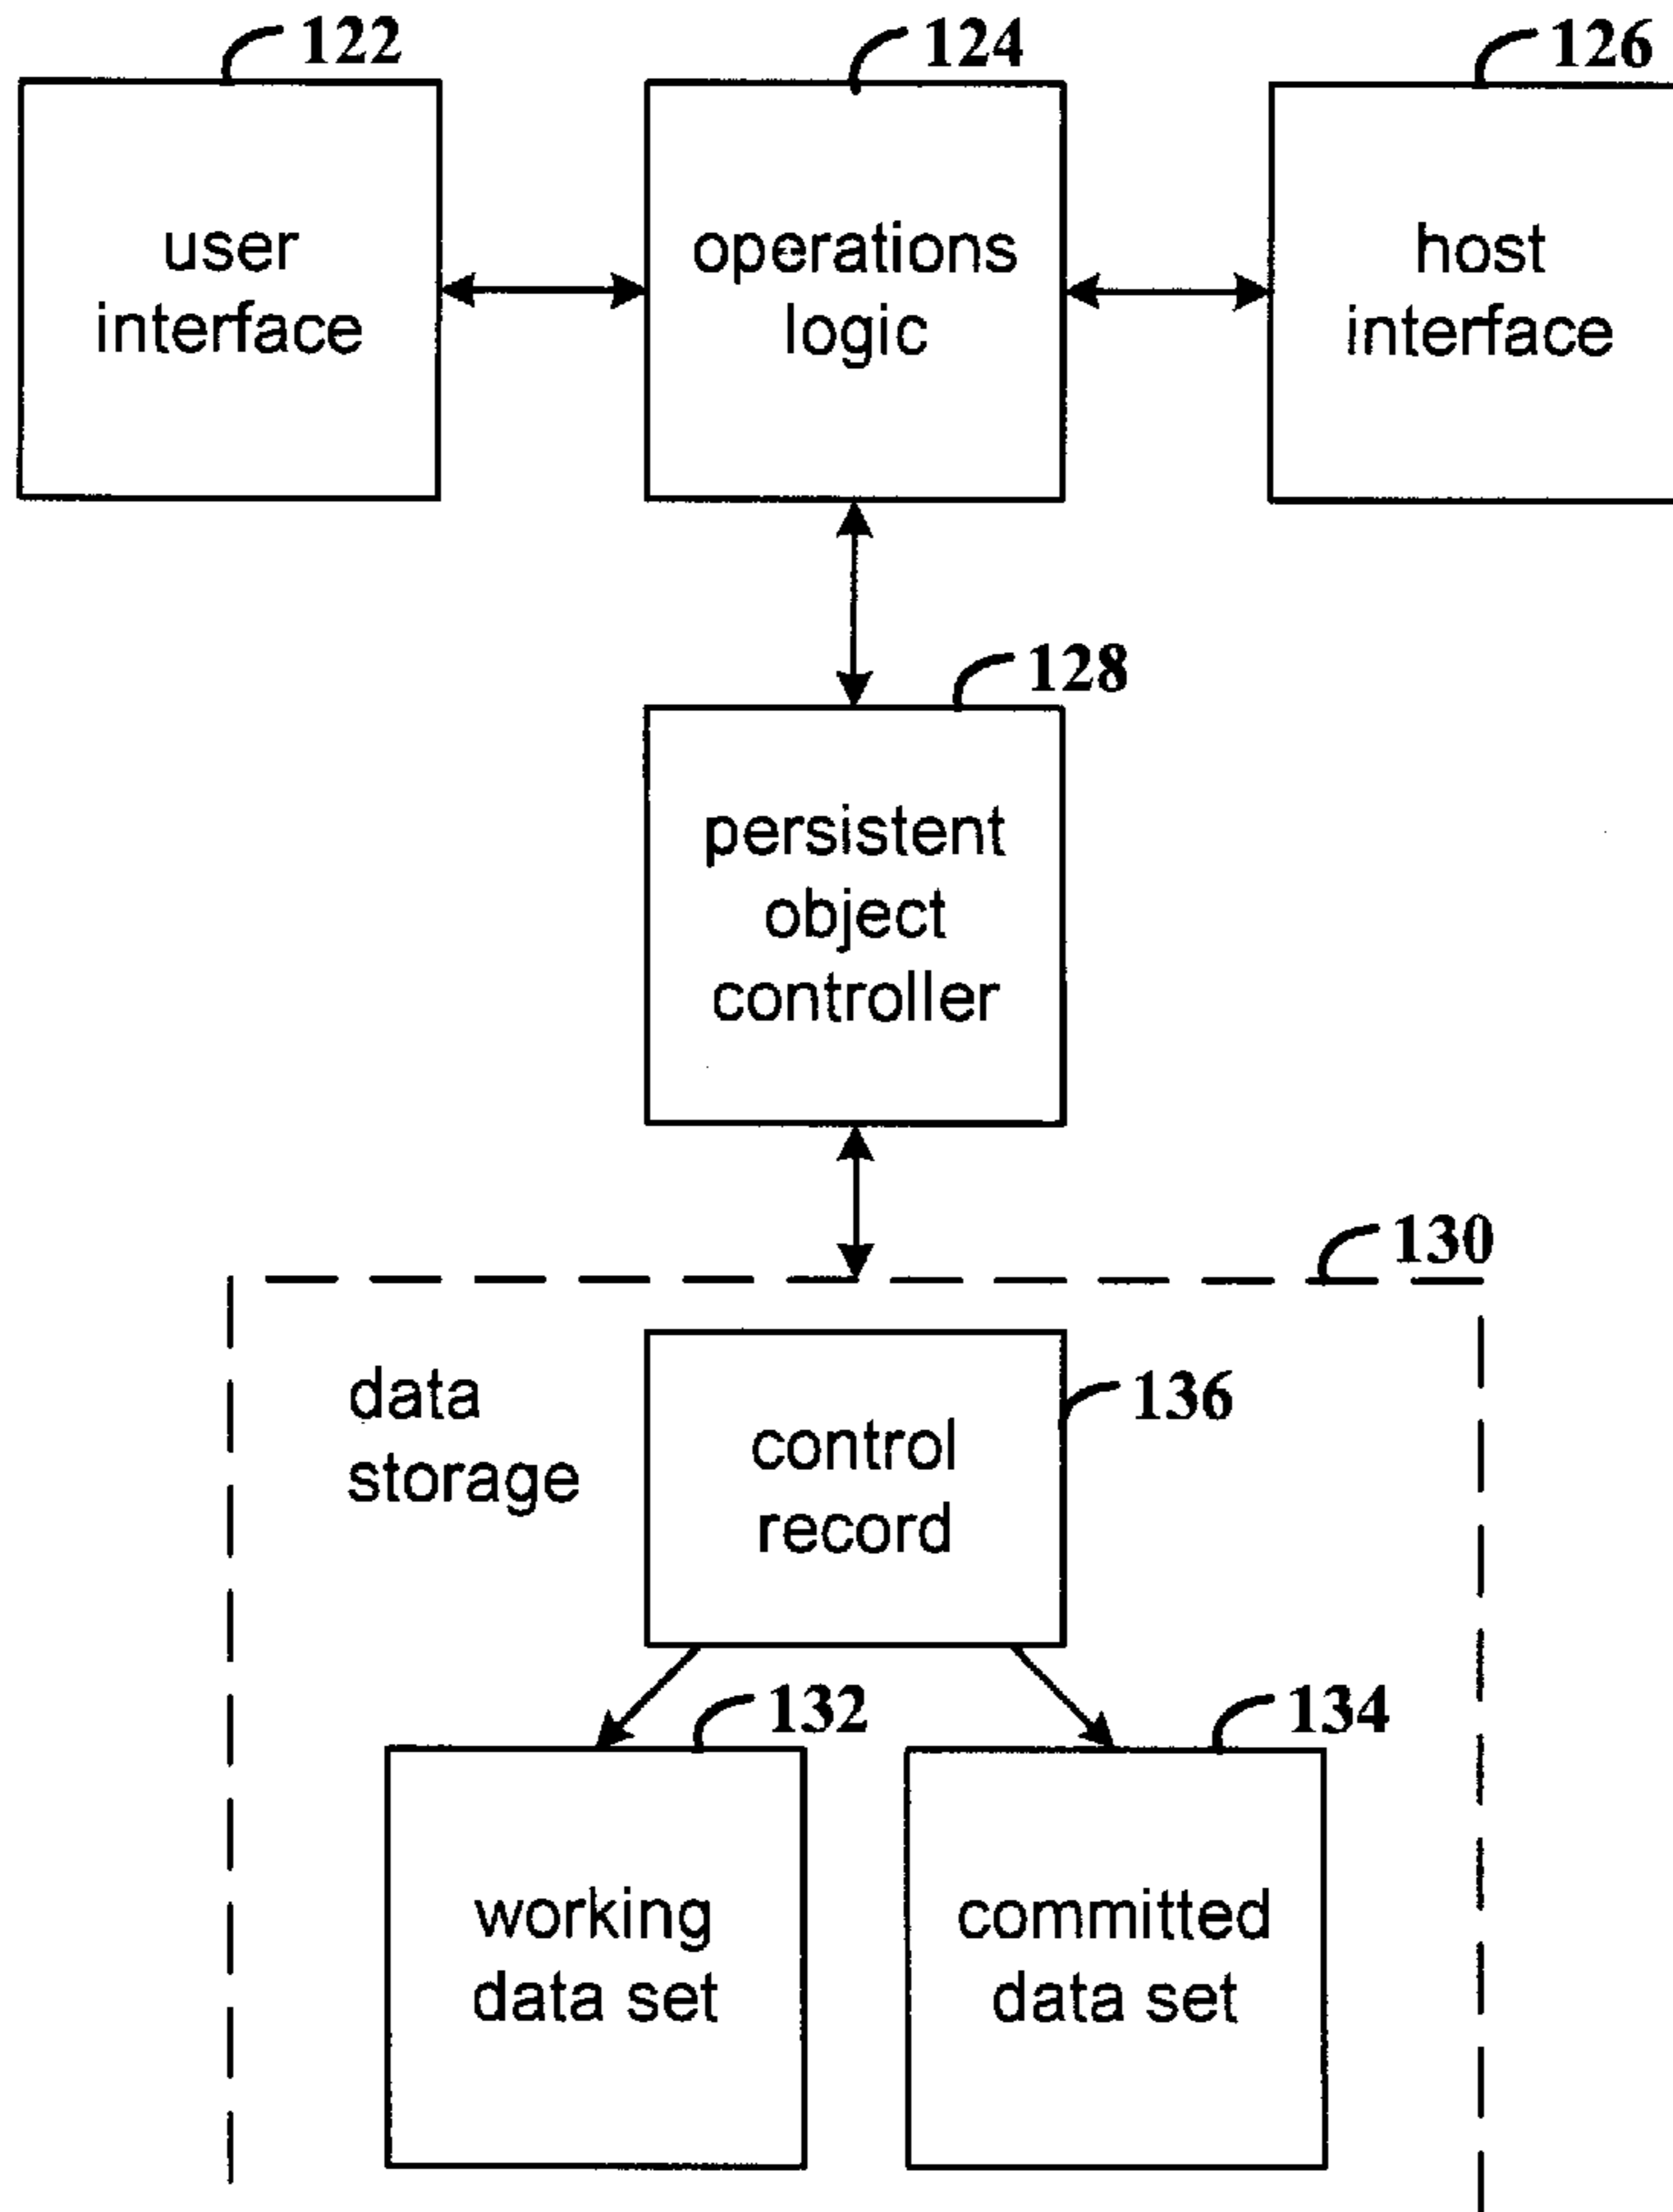 122
124
126
user
interface
operations
logic
host
interface
128
persistent
object
controller
130
data
storage
136
control
record
132
134
working
data set
committed
data set